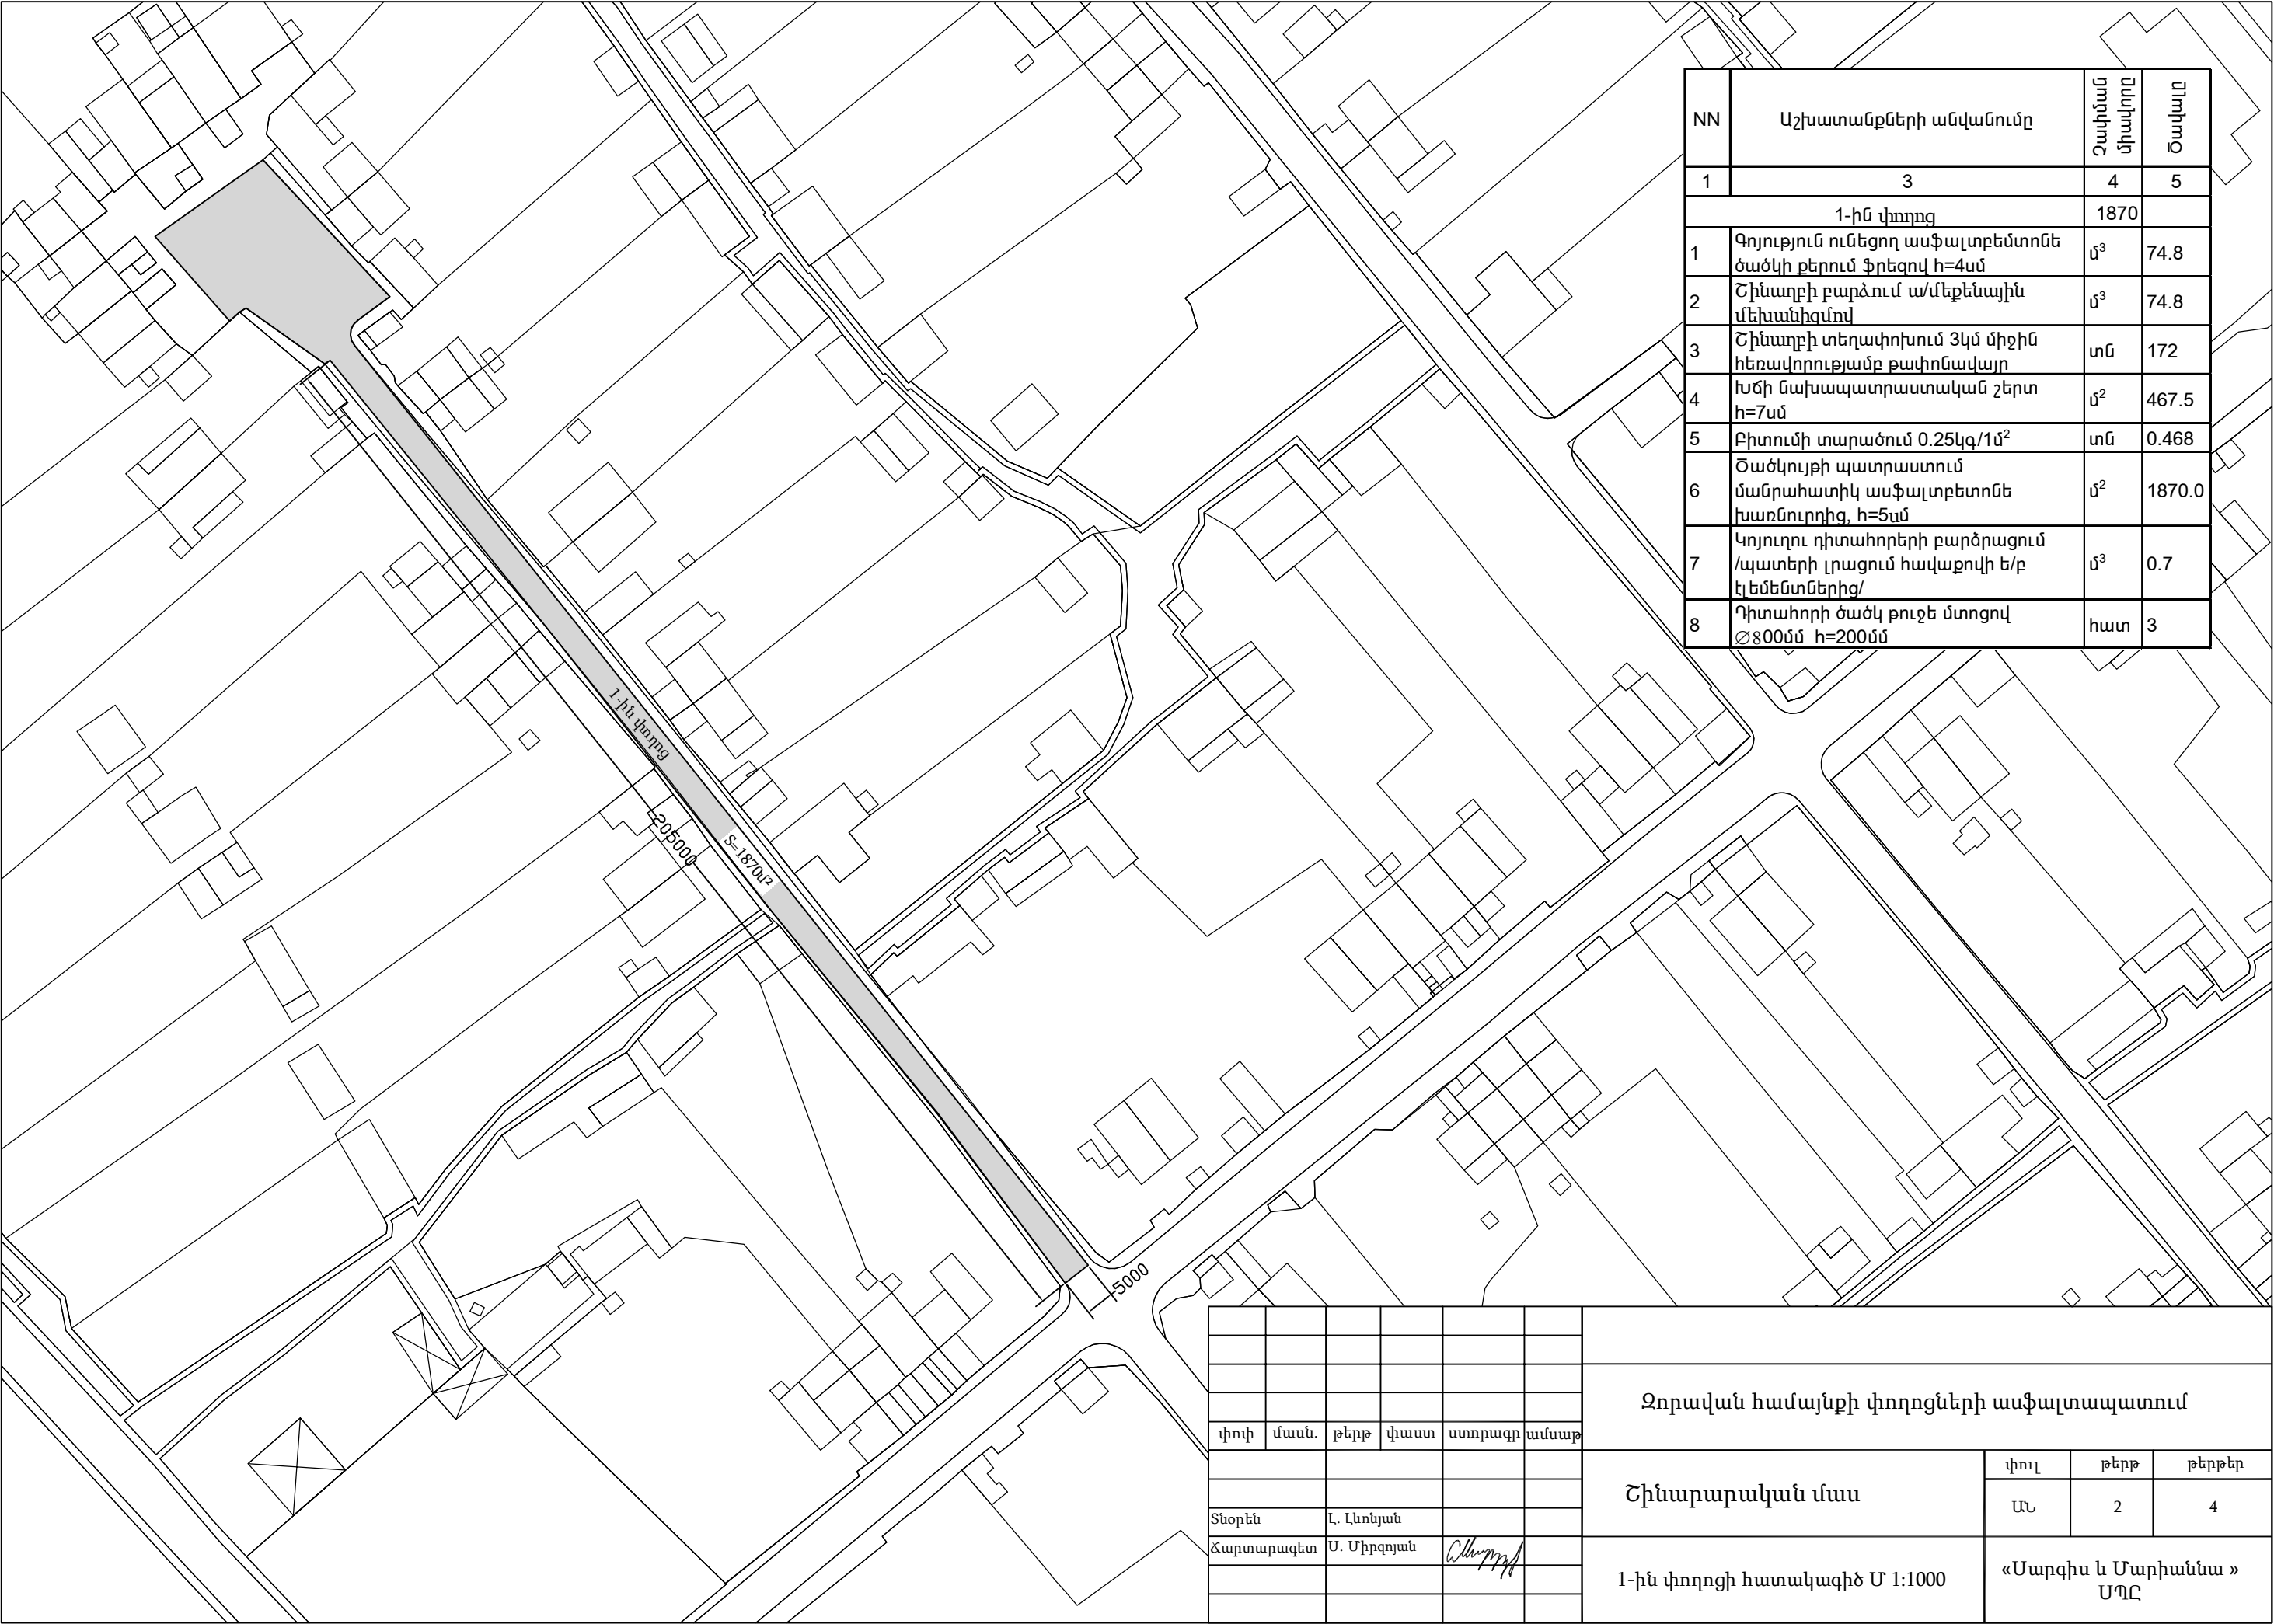 NN
Աշխատանքների անվանումը
Չափման
միավորը
Ծավալը
1
3
4
5
1-ին փողոց
1870
1
Գոյություն ունեցող ասֆալտբեմտոնե
ծածկի քերում ֆրեզով h=4սմ
մ³
74.8
2
Շինաղբի բարձում ա/մեքենային
մեխանիզմով
մ³
74.8
3
Շինաղբի տեղափոխում 3կմ միջին
հեռավորությամբ թափոնավայր
տն
172
4
Խճի նախապատրաստական շերտ
h=7սմ
մ²
467.5
5
Բիտումի տարածում 0.25կգ/1մ²
տն
0.468
6
Ծածկույթի պատրաստում
մանրահատիկ ասֆալտբետոնե
խառնուրդից, h=5սմ
մ²
1870.0
7
Կոյուղու դիտահորերի բարձրացում
/պատերի լրացում հավաքովի ե/բ
էլեմենտներից/
մ³
0.7
8
Դիտահորի ծածկ թուջե մտոցով
∅800մմ h=200մմ
հատ
3
1-ին փողոց
205000
S=1870մ²
5000
Զորավան համայնքի փողոցների ասֆալտապատում
փոփ
մասն.
թերթ
փաստ
ստորագր
ամսաթ
Շինարարական մաս
փուլ
թերթ
թերթեր
ԱՆ
2
4
Տնօրեն
Լ. Լևոնյան
Ճարտարագետ
Ս. Միրզոյան
1-ին փողոցի հատակագիծ Մ 1:1000
«Սարգիս և Մարիաննա »
ՍՊԸ